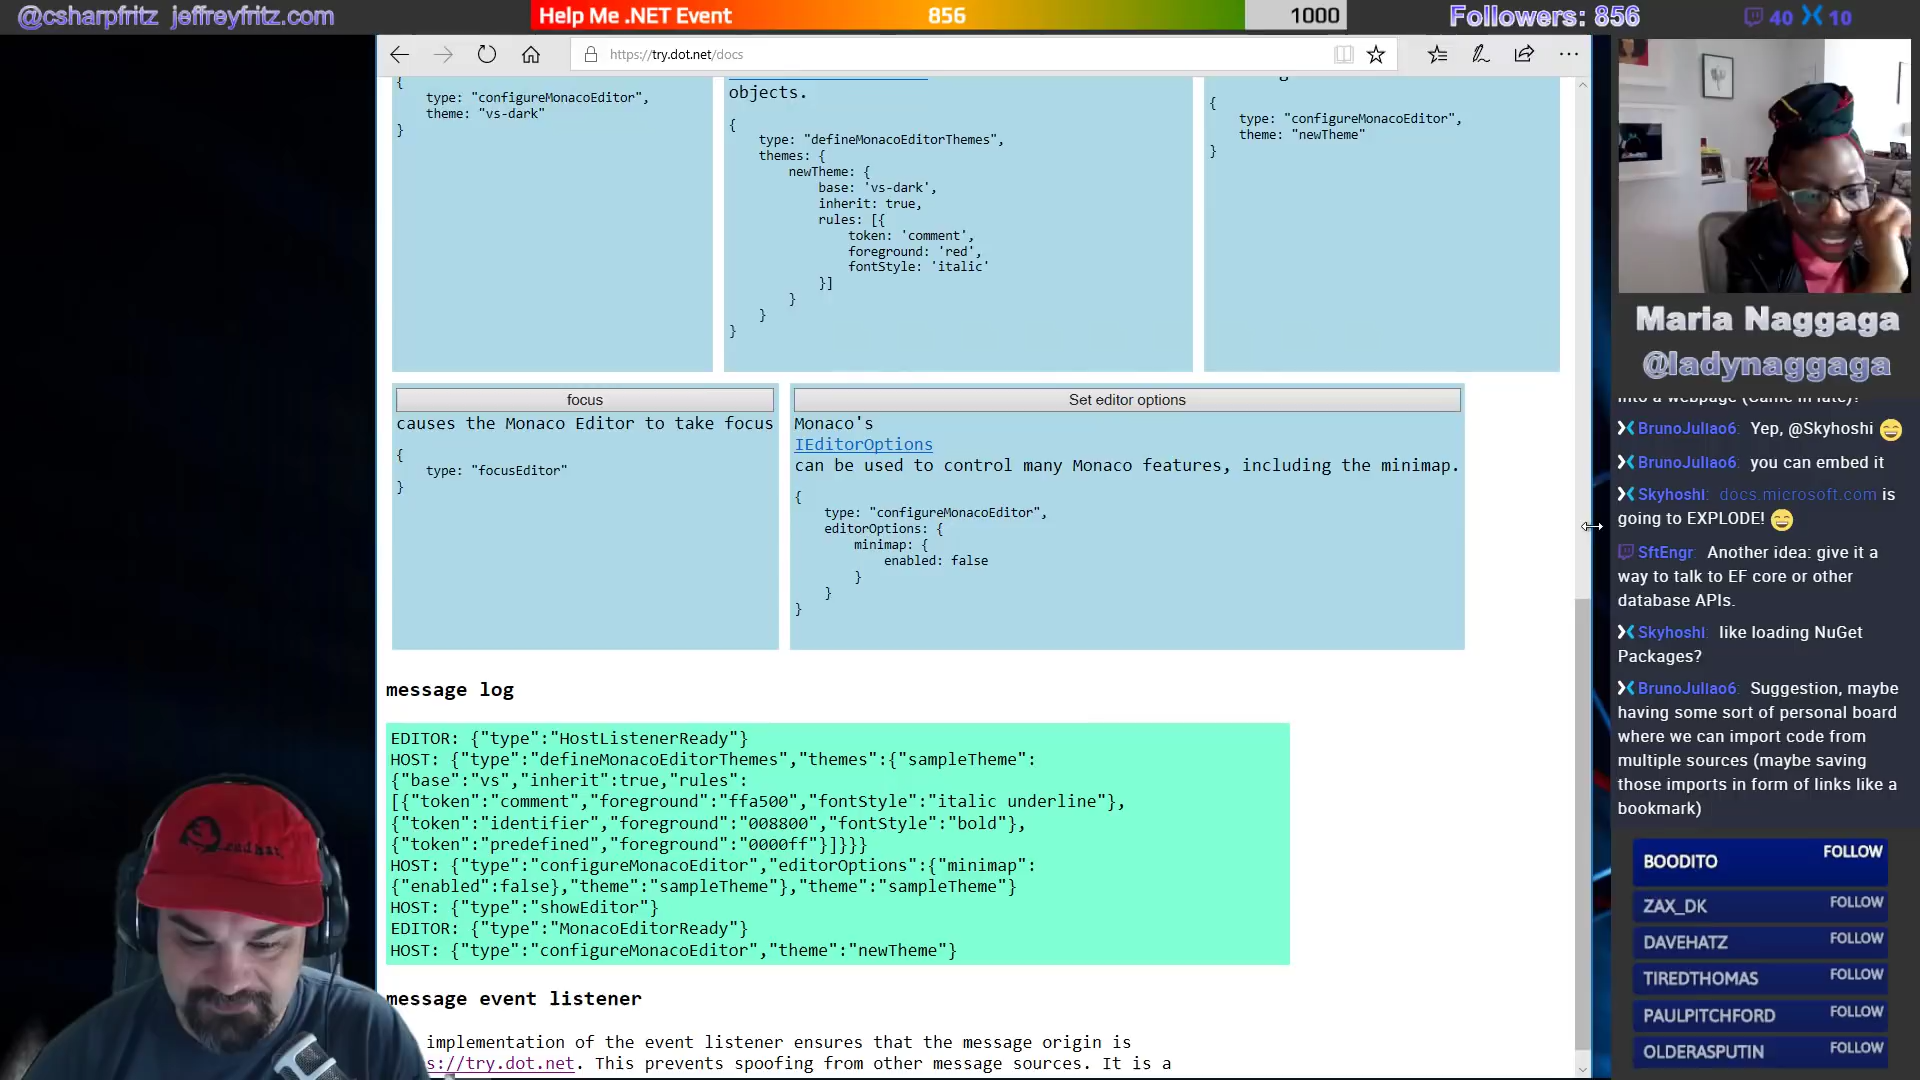 @csharpfritz jeffreyfritz.com
Help Me .NET Event 856 1000
Followers: 856 40 10
https://try.dot.net/docs
{
type: "configureMonacoEditor",
theme: "vs-dark"
}
objects.
{
type: "defineMonacoEditorThemes",
themes: {
newTheme: {
base: 'vs-dark',
inherit: true,
rules: [{
token: 'comment',
foreground: 'red',
fontStyle: 'italic'
}]
}
}
}
{
type: "configureMonacoEditor",
theme: "newTheme"
}
focus
causes the Monaco Editor to take focus
{
type: "focusEditor"
}
Set editor options
Monaco's
IEditorOptions
can be used to control many Monaco features, including the minimap.
{
type: "configureMonacoEditor",
editorOptions: {
minimap: {
enabled: false
}
}
}
message log
EDITOR: {"type":"HostListenerReady"}
HOST: {"type":"defineMonacoEditorThemes","themes":{"sampleTheme":
{"base":"vs","inherit":true,"rules":
[{"token":"comment","foreground":"ffa500","fontStyle":"italic underline"},
{"token":"identifier","foreground":"008800","fontStyle":"bold"},
{"token":"predefined","foreground":"0000ff"}]}}}
HOST: {"type":"configureMonacoEditor","editorOptions":{"minimap":
{"enabled":false},"theme":"sampleTheme"},"theme":"sampleTheme"}
HOST: {"type":"showEditor"}
EDITOR: {"type":"MonacoEditorReady"}
HOST: {"type":"configureMonacoEditor","theme":"newTheme"}
message event listener
implementation of the event listener ensures that the message origin is
s://try.dot.net. This prevents spoofing from other message sources. It is a
Maria Naggaga
@ladynaggaga
into a webpage (Came in late)?
BrunoJuliao6: Yep, @Skyhoshi
BrunoJuliao6: you can embed it
Skyhoshi: docs.microsoft.com is
going to EXPLODE!
SftEngr: Another idea: give it a
way to talk to EF core or other
database APIs.
Skyhoshi: like loading NuGet
Packages?
BrunoJuliao6: Suggestion, maybe
having some sort of personal board
where we can import code from
multiple sources (maybe saving
those imports in form of links like a
bookmark)
BOODITO FOLLOW
ZAX_DK FOLLOW
DAVEHATZ FOLLOW
TIREDTHOMAS FOLLOW
PAULPITCHFORD FOLLOW
OLDERASPUTIN FOLLOW